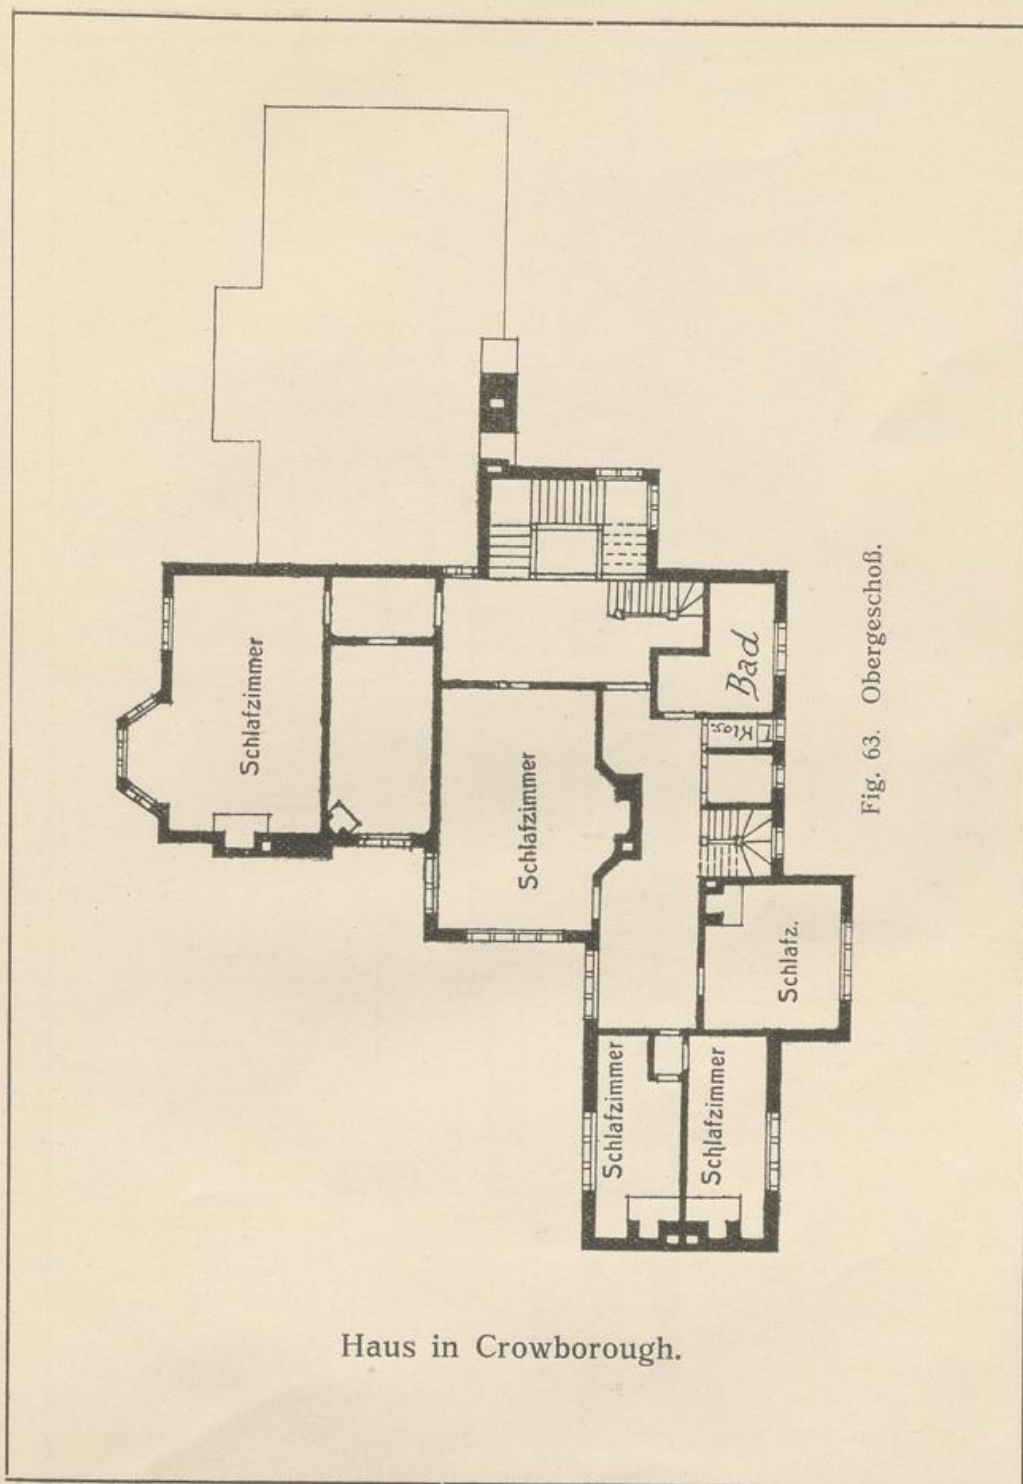 Schlafzimmer
Schlafzimmer
Bad
Klos.
Schlafz.
Schlafzimmer
Schlafzimmer
Fig. 63. Obergeschoß.
Haus in Crowborough.